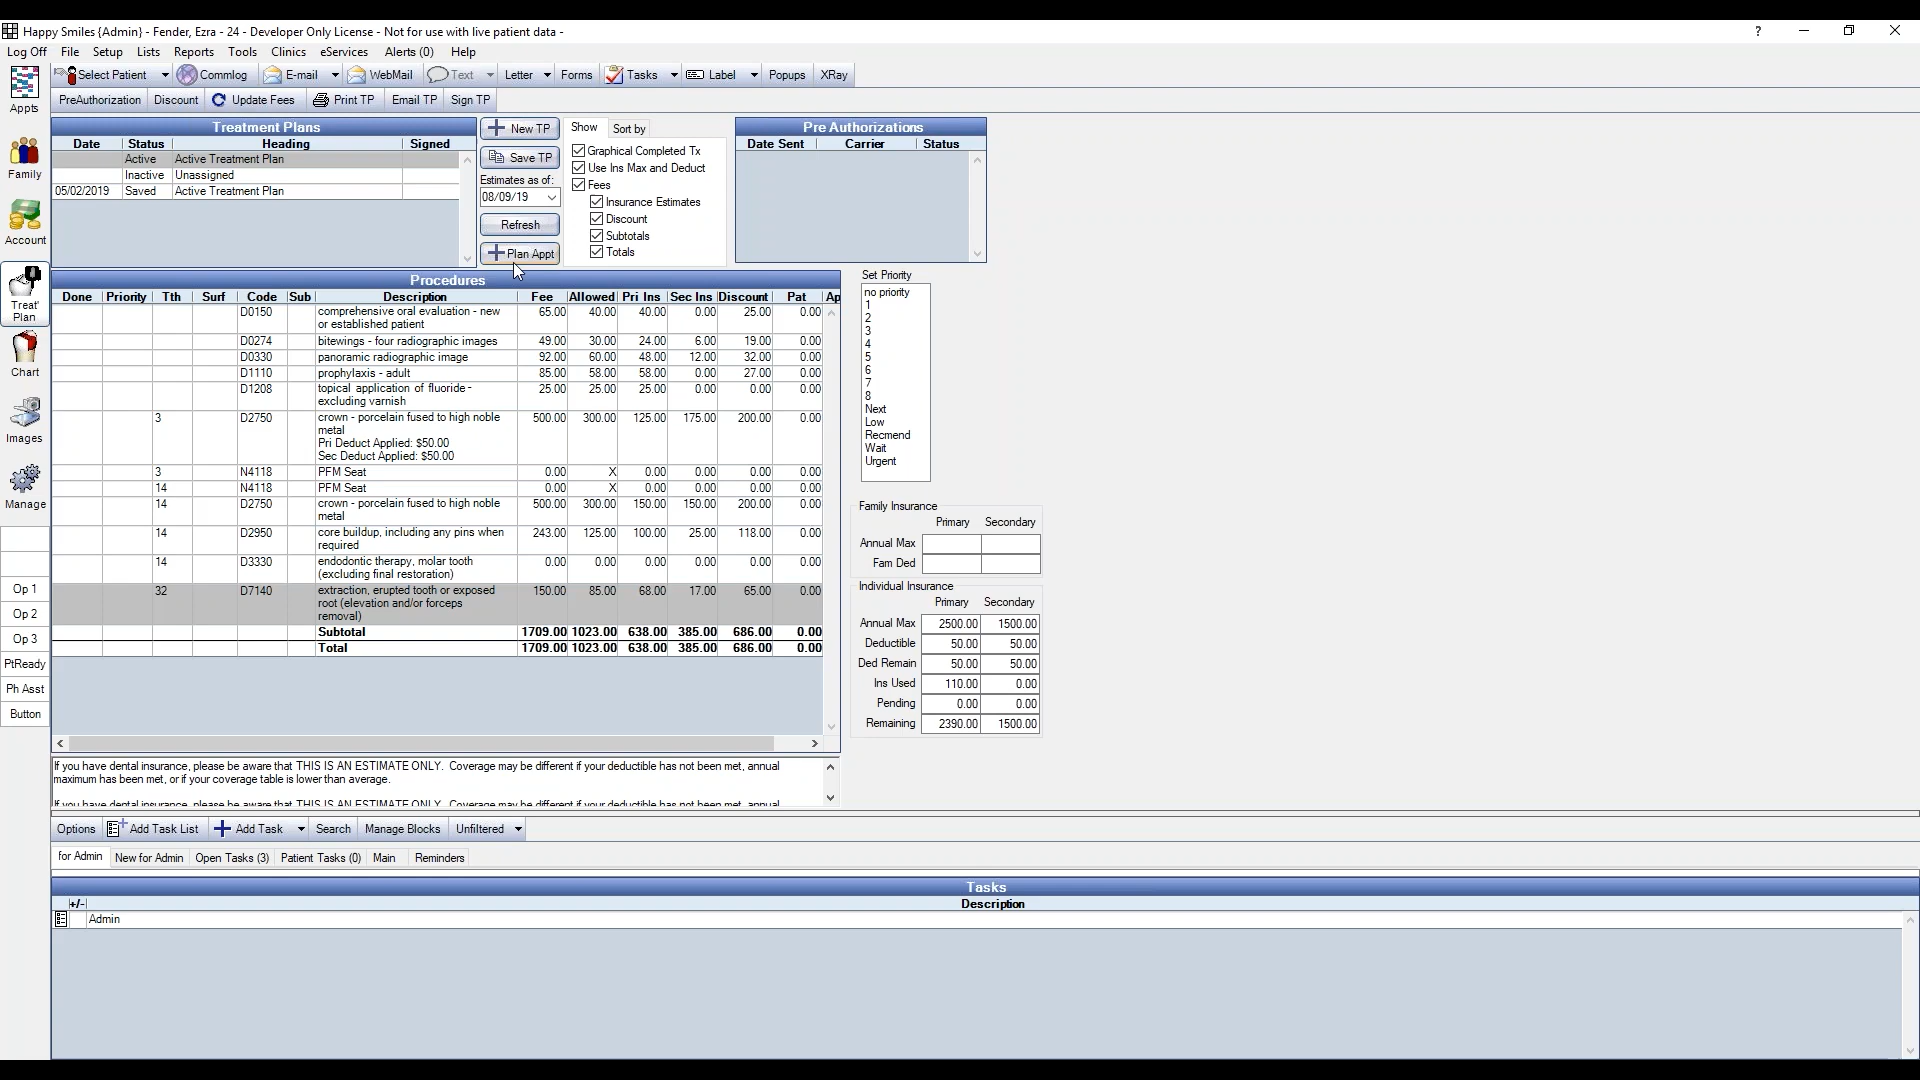 Happy Smiles {Admin} - Fender, Ezra - 24 - Developer Only License - Not for use with live patient data -
?
Log Off File Setup Lists Reports Tools Clinics eServices Alerts (0) Help
Select Patient Commlog E-mail WebMail Text Letter Forms Tasks Label Popups XRay
PreAuthorization Discount Update Fees Print TP Email TP Sign TP
Appts
Family
Account
Treat' Plan
Chart
Images
Manage
Op 1
Op 2
Op 3
PtReady
Ph Asst
Button
Treatment Plans
Date Status Heading Signed
Active Active Treatment Plan
Inactive Unassigned
05/02/2019 Saved Active Treatment Plan
New TP
Save TP
Estimates as of:
08/09/19
Refresh
Plan Appt
Show Sort by
Graphical Completed Tx
Use Ins Max and Deduct
Fees
Insurance Estimates
Discount
Subtotals
Totals
Pre Authorizations
Date Sent Carrier Status
Procedures
Done Priority Tth Surf Code Sub Description Fee Allowed Pri Ins Sec Ins Discount Pat Ap
D0150 comprehensive oral evaluation - new 65.00 40.00 40.00 0.00 25.00 0.00
or established patient
D0274 bitewings - four radiographic images 49.00 30.00 24.00 6.00 19.00 0.00
D0330 panoramic radiographic image 92.00 60.00 48.00 12.00 32.00 0.00
D1110 prophylaxis - adult 85.00 58.00 58.00 0.00 27.00 0.00
D1208 topical application of fluoride - 25.00 25.00 25.00 0.00 0.00 0.00
excluding varnish
3 D2750 crown - porcelain fused to high noble 500.00 300.00 125.00 175.00 200.00 0.00
metal
Pri Deduct Applied: $50.00
Sec Deduct Applied: $50.00
3 N4118 PFM Seat 0.00 X 0.00 0.00 0.00 0.00
14 N4118 PFM Seat 0.00 X 0.00 0.00 0.00 0.00
14 D2750 crown - porcelain fused to high noble 500.00 300.00 150.00 150.00 200.00 0.00
metal
14 D2950 core buildup, including any pins when 243.00 125.00 100.00 25.00 118.00 0.00
required
14 D3330 endodontic therapy, molar tooth 0.00 0.00 0.00 0.00 0.00 0.00
(excluding final restoration)
32 D7140 extraction, erupted tooth or exposed 150.00 85.00 68.00 17.00 65.00 0.00
root (elevation and/or forceps
removal)
Subtotal 1709.00 1023.00 638.00 385.00 686.00 0.00
Total 1709.00 1023.00 638.00 385.00 686.00 0.00
Set Priority
no priority
1
2
3
4
5
6
7
8
Next
Low
Recmend
Wait
Urgent
Family Insurance
Primary Secondary
Annual Max
Fam Ded
Individual Insurance
Primary Secondary
Annual Max 2500.00 1500.00
Deductible 50.00 50.00
Ded Remain 50.00 50.00
Ins Used 110.00 0.00
Pending 0.00 0.00
Remaining 2390.00 1500.00
If you have dental insurance, please be aware that THIS IS AN ESTIMATE ONLY. Coverage may be different if your deductible has not been met, annual
maximum has been met, or if your coverage table is lower than average.
If you have dental insurance, please be aware that THIS IS AN ESTIMATE ONLY. Coverage may be different if your deductible has not been met, annual
Options Add Task List Add Task Search Manage Blocks Unfiltered
for Admin New for Admin Open Tasks (3) Patient Tasks (0) Main Reminders
Tasks
+/- Description
Admin